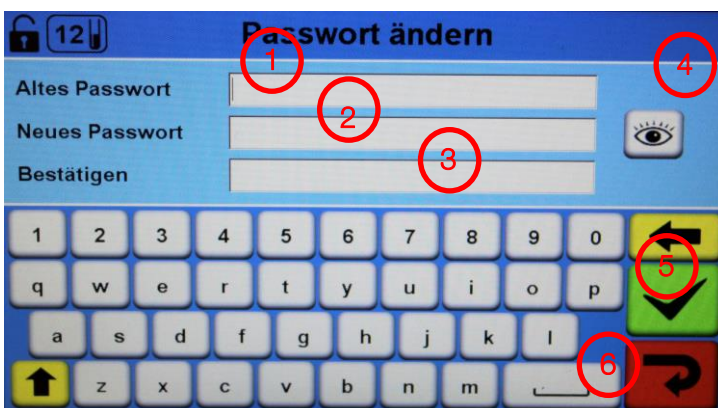 12 Passwort ändern
1
4
Altes Passwort
2
Neues Passwort
3
Bestätigen
1 2 3 4 5 6 7 8 9 0
5
q w e r t y u i o p
a s d f g h j k l
6
z x c v b n m